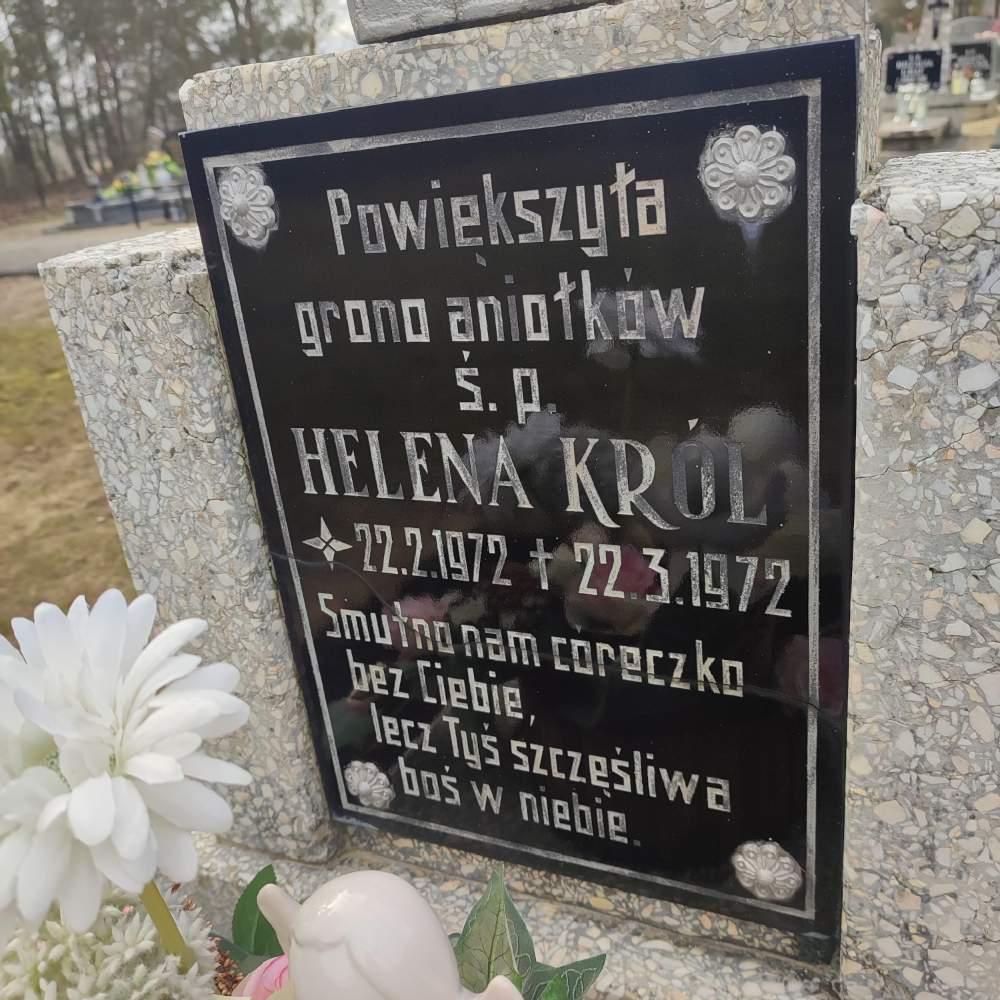 Powiększyła
grono aniołków
ś. p.
HELENA KRÓL
22.2.1972 † 22.3.1972
Smutno nam córeczko
bez Ciebie,
lecz Tyś szczęśliwa
boś w niebie.